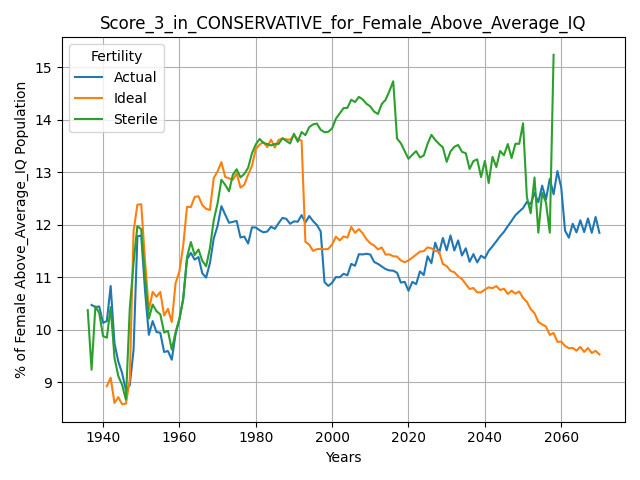 Score_3_in_CONSERVATIVE_for_Female_Above_Average_IQ
Fertility
Actual
Ideal
Sterile
% of Female Above_Average_IQ Population
15
14
13
12
11
10
9
1940 1960 1980 2000 2020 2040 2060
Years